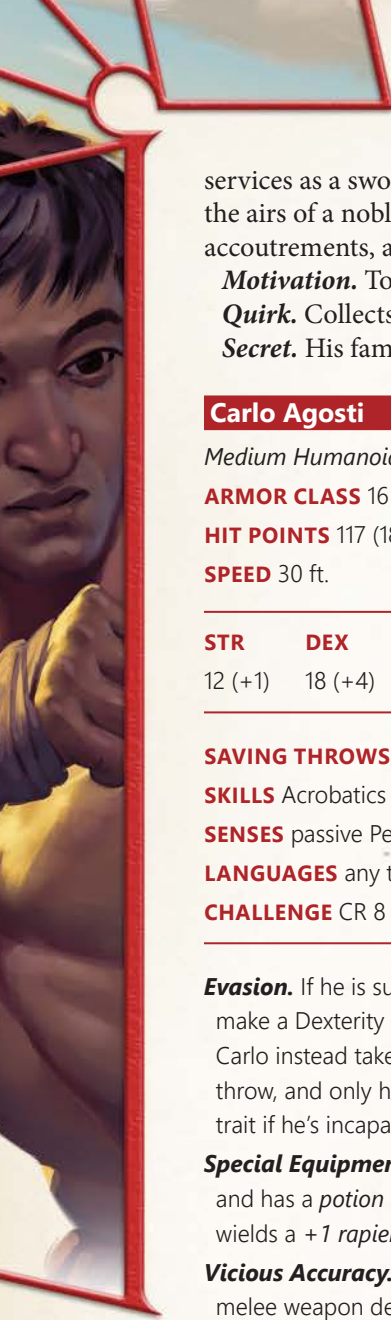 services as a swo
the airs of a nobl
accoutrements, a
Motivation. To
Quirk. Collects
Secret. His fam
Carlo Agosti
Medium Humanoi
ARMOR CLASS 16
HIT POINTS 117 (18
SPEED 30 ft.
STR DEX
12 (+1) 18 (+4)
SAVING THROWS
SKILLS Acrobatics
SENSES passive Pe
LANGUAGES any t
CHALLENGE CR 8
Evasion. If he is su
make a Dexterity
Carlo instead take
throw, and only h
trait if he's incapa
Special Equipmen
and has a potion
wields a +1 rapie
Vicious Accuracy.
melee weapon de